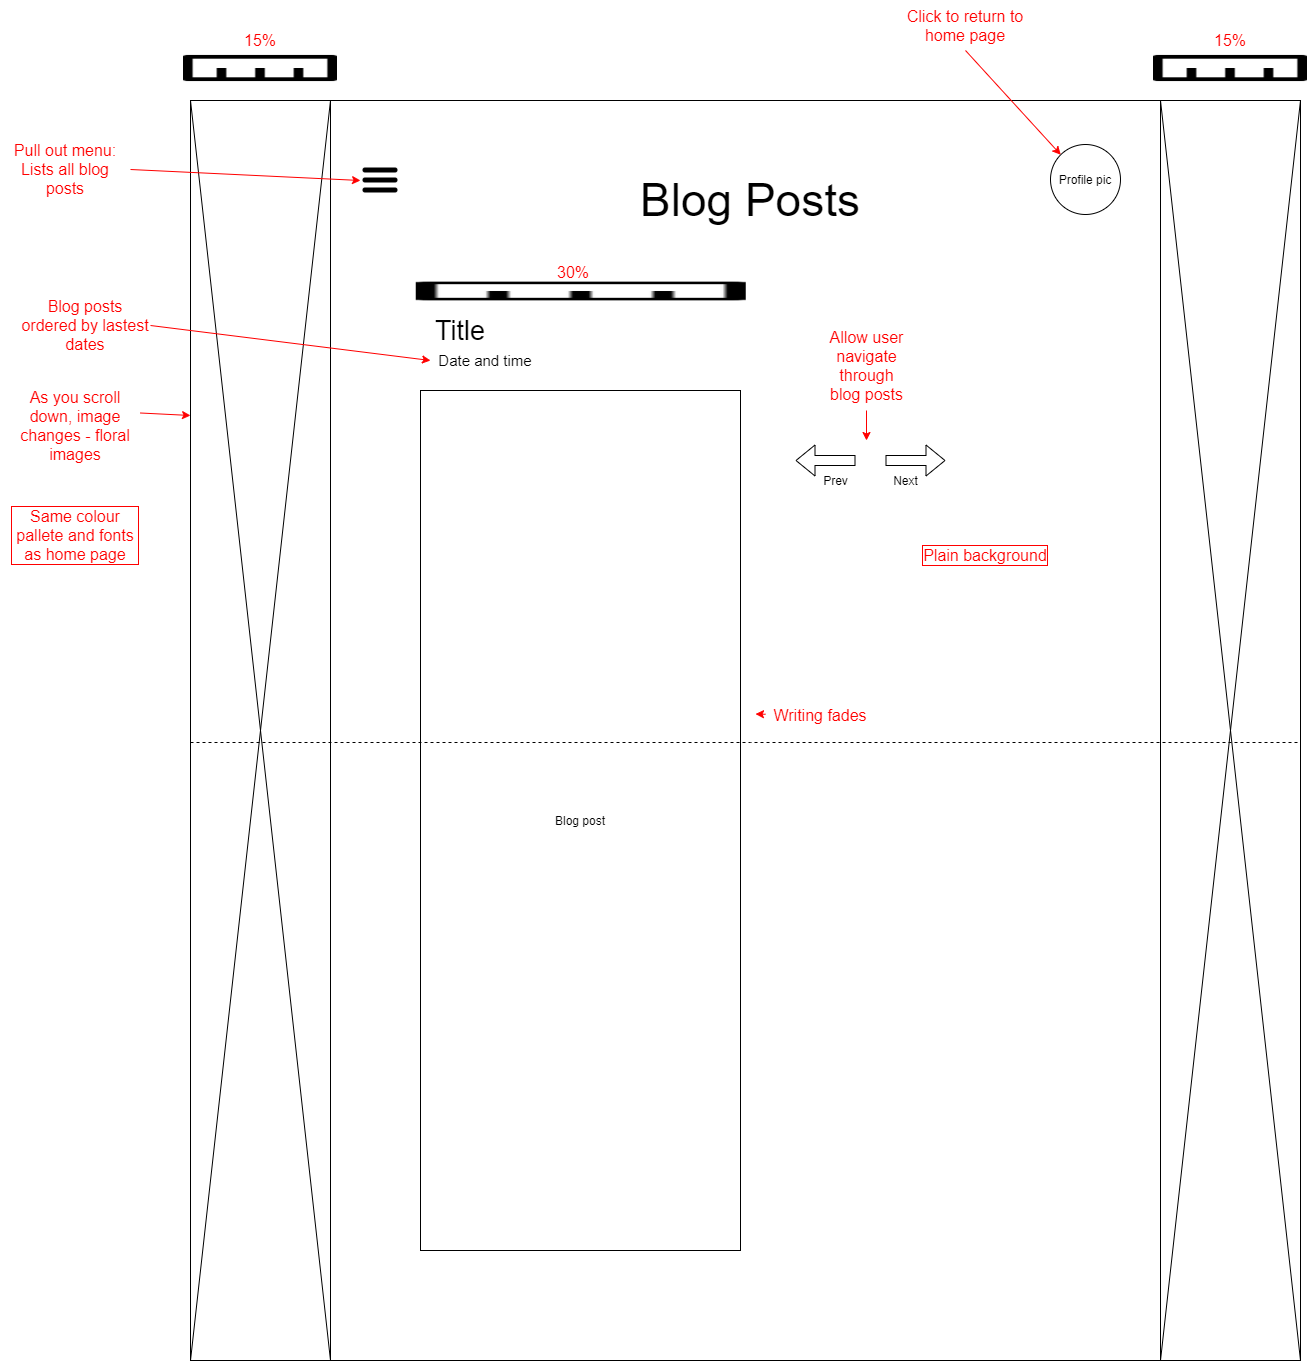 Click to return to
home page
15%
15%
Pull out menu:
Lists all blog
posts
Profile pic
Blog Posts
30%
Blog posts
ordered by lastest
dates
Title
Date and time
Allow user
navigate
through
blog posts
As you scroll
down, image
changes - floral
images
Prev
Next
Same colour
pallete and fonts
as home page
Plain background
Writing fades
Blog post